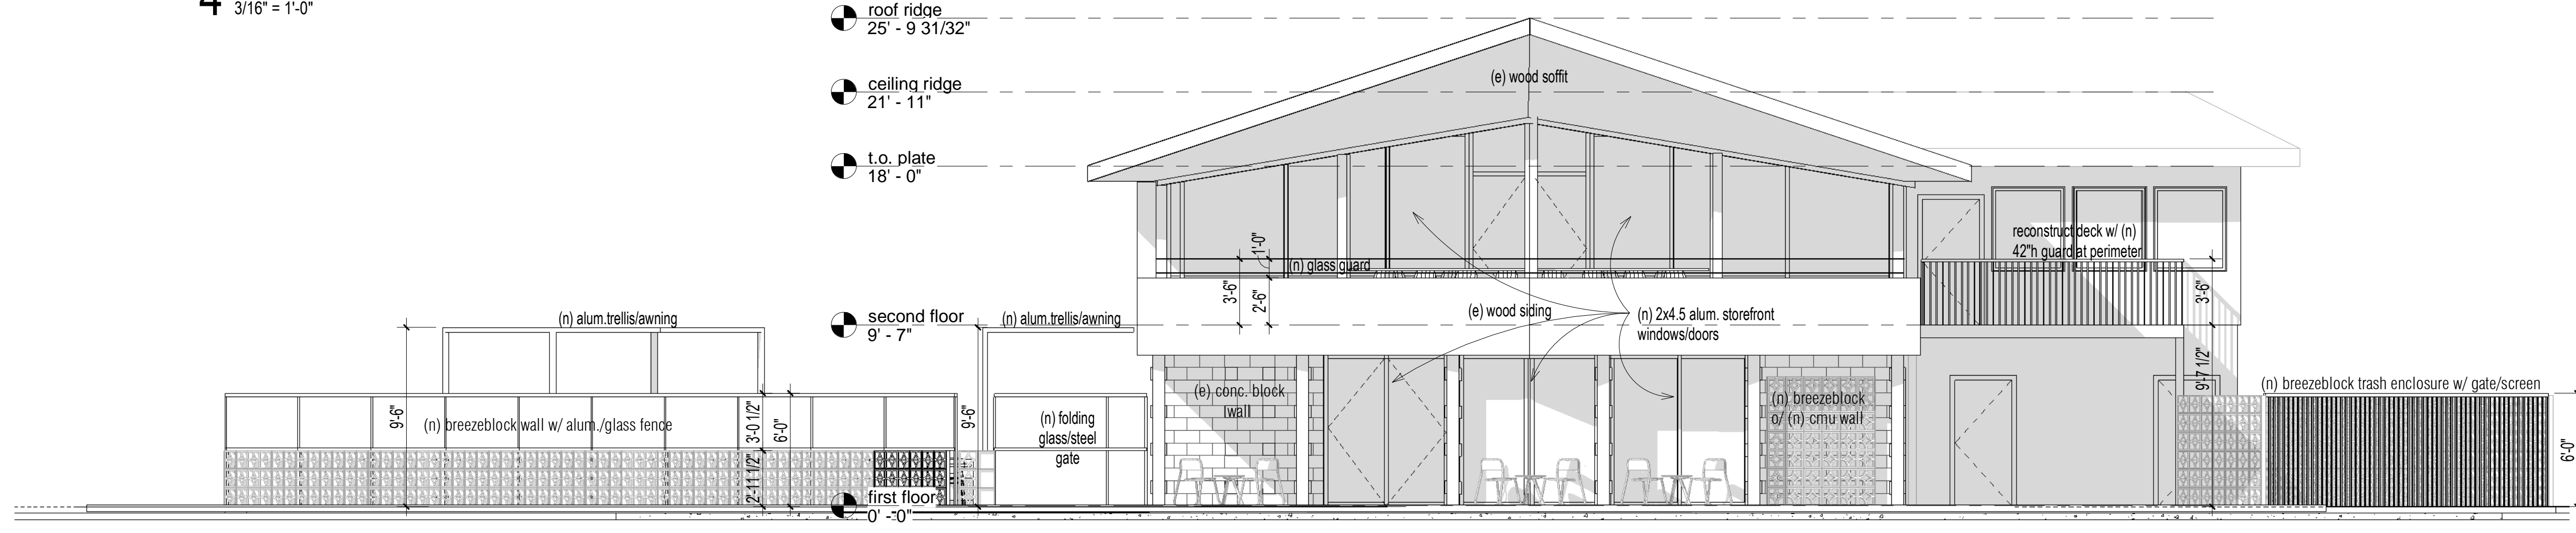 4
3/16" = 1'-0"
roof ridge
25' - 9 31/32"
ceiling ridge
21' - 11"
t.o. plate
18' - 0"
second floor
9' - 7"
first floor
0' - 0"
(e) wood soffit
(n) glass guard
1'-0"
3'-6"
2'-6"
(e) wood siding
(n) 2x4.5 alum. storefront
windows/doors
reconstruct deck w/ (n)
42"h guard at perimeter
3'-6"
9'-7 1/2"
(n) alum.trellis/awning
(n) alum.trellis/awning
9'-6"
(n) breezeblock wall w/ alum./glass fence
3'-0 1/2"
6'-0"
2'-11 1/2"
9'-6"
(n) folding
glass/steel
gate
(e) conc. block
wall
(n) breezeblock
o/ (n) cmu wall
(n) breezeblock trash enclosure w/ gate/screen
6'-0"